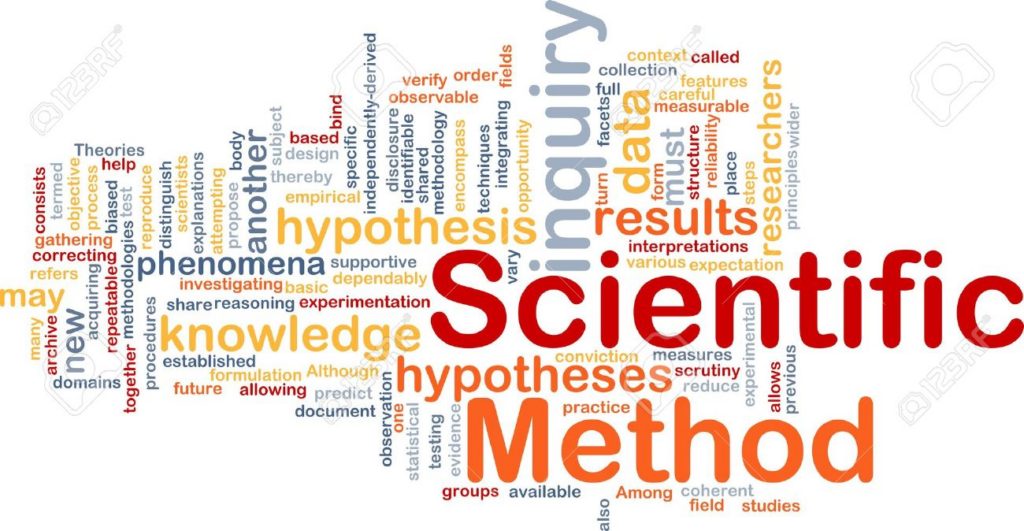 inquiry
context called
collection
features
careful
full
measurable
facets
data
must
form
structure
reliability
place
steps
researchers
principles
wider
turn
results
interpretations
various expectation
verify order
fields
observable
independently-derived
bind
based
specific
design
subject
thereby
empirical
disclosure
identifiable
shared
methodology
encompass
techniques
integrating
opportunity
another
body
propose
attempting
explanations
scientists
distinguish
reproduce
Theories
help
test
biased
process
objective
termed
consists
gathering
correcting
refers
methodologies
repeatable
acquiring
new
archive
many
may
domains
together
procedures
hypothesis
vary
phenomena supportive
investigating basic dependably
share reasoning experimentation
knowledge
Scientific
established
formulation Although
future allowing predict
document
hypotheses
conviction measures
scrutiny
reduce
experimental
allows
previous
observation
one
statistical
testing
evidence
practice
Method
groups available
also
Among coherent
field studies
123RF
123RF
123RF
123RF